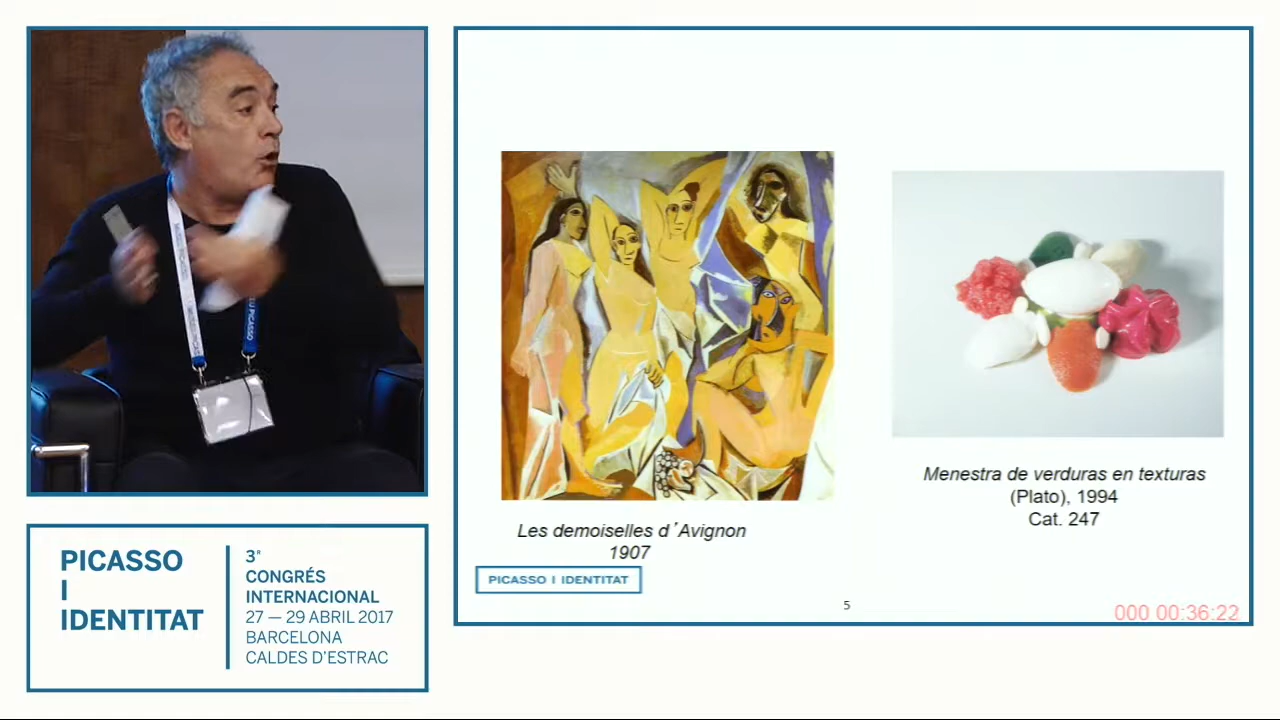 PICASSO
I
IDENTITAT
3ª
CONGRÉS
INTERNACIONAL
27 — 29 ABRIL 2017
BARCELONA
CALDES D'ESTRAC
Les demoiselles d´Avignon
1907
Menestra de verduras en texturas
(Plato), 1994
Cat. 247
PICASSO I IDENTITAT
5
000 00:36:22